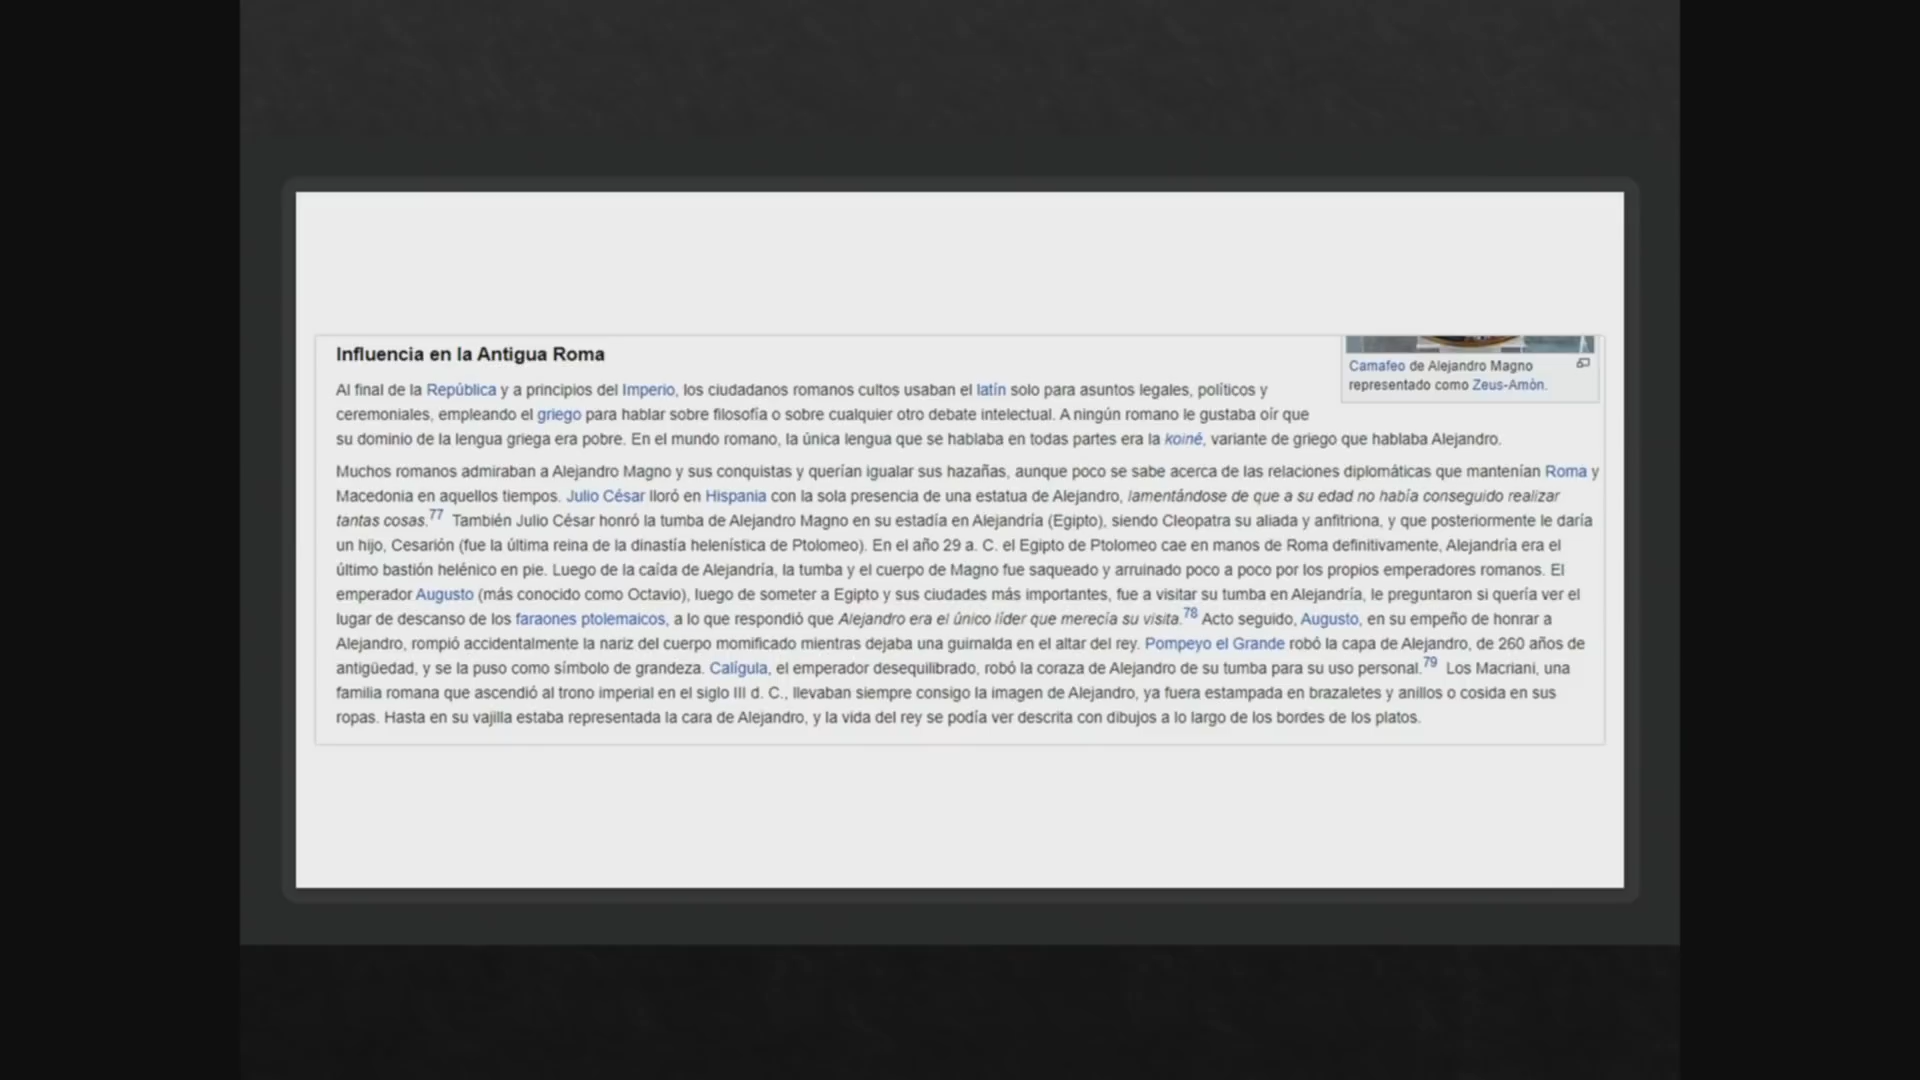 Influencia en la Antigua Roma
Camafeo de Alejandro Magno
representado como Zeus-Amón.
Al final de la República y a principios del Imperio, los ciudadanos romanos cultos usaban el latín solo para asuntos legales, políticos y
ceremoniales, empleando el griego para hablar sobre filosofía o sobre cualquier otro debate intelectual. A ningún romano le gustaba oír que
su dominio de la lengua griega era pobre. En el mundo romano, la única lengua que se hablaba en todas partes era la koiné, variante de griego que hablaba Alejandro.
Muchos romanos admiraban a Alejandro Magno y sus conquistas y querían igualar sus hazañas, aunque poco se sabe acerca de las relaciones diplomáticas que mantenían Roma y
Macedonia en aquellos tiempos. Julio César lloró en Hispania con la sola presencia de una estatua de Alejandro, lamentándose de que a su edad no había conseguido realizar
tantas cosas.77 También Julio César honró la tumba de Alejandro Magno en su estadía en Alejandría (Egipto), siendo Cleopatra su aliada y anfitriona, y que posteriormente le daría
un hijo, Cesarión (fue la última reina de la dinastía helenística de Ptolomeo). En el año 29 a. C. el Egipto de Ptolomeo cae en manos de Roma definitivamente, Alejandría era el
último bastión helénico en pie. Luego de la caída de Alejandría, la tumba y el cuerpo de Magno fue saqueado y arruinado poco a poco por los propios emperadores romanos. El
emperador Augusto (más conocido como Octavio), luego de someter a Egipto y sus ciudades más importantes, fue a visitar su tumba en Alejandría, le preguntaron si quería ver el
lugar de descanso de los faraones ptolemaicos, a lo que respondió que Alejandro era el único líder que merecía su visita.78 Acto seguido, Augusto, en su empeño de honrar a
Alejandro, rompió accidentalmente la nariz del cuerpo momificado mientras dejaba una guirnalda en el altar del rey. Pompeyo el Grande robó la capa de Alejandro, de 260 años de
antigüedad, y se la puso como símbolo de grandeza. Calígula, el emperador desequilibrado, robó la coraza de Alejandro de su tumba para su uso personal.79 Los Macriani, una
familia romana que ascendió al trono imperial en el siglo III d. C., llevaban siempre consigo la imagen de Alejandro, ya fuera estampada en brazaletes y anillos o cosida en sus
ropas. Hasta en su vajilla estaba representada la cara de Alejandro, y la vida del rey se podía ver descrita con dibujos a lo largo de los bordes de los platos.